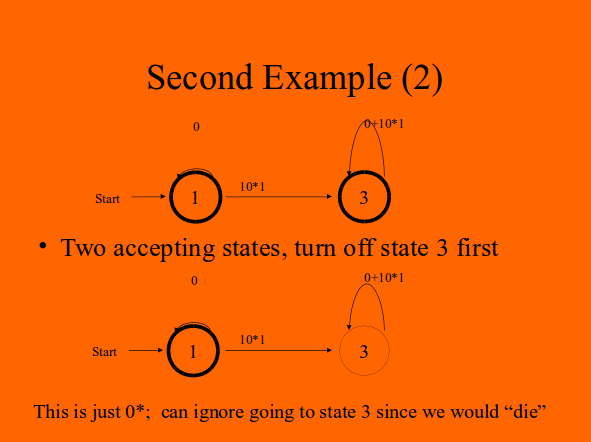 Second Example (2)
0
0+10*1
Start
1
10*1
3
• Two accepting states, turn off state 3 first
0
0+10*1
Start
1
10*1
3
This is just 0*; can ignore going to state 3 since we would “die”